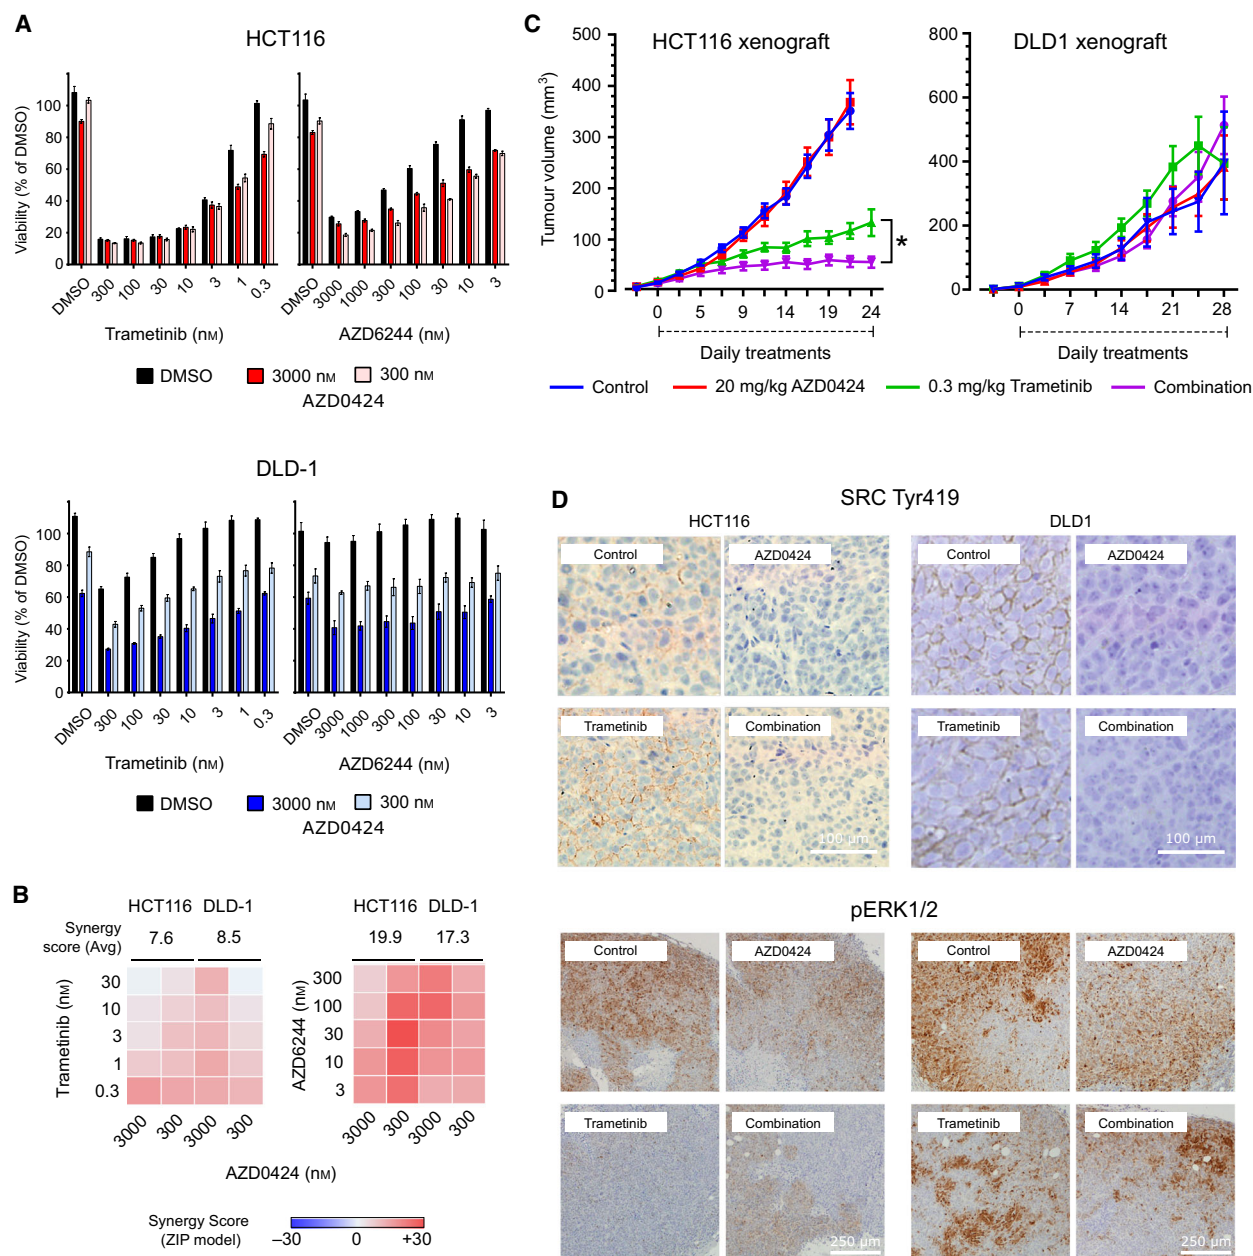 A
HCT116
Viability (% of DMSO)
100
80
60
40
20
0
DMSO 300 100 30 10 3 1 0.3
DMSO 3000 1000 300 100 30 10 3
Trametinib (nM)
AZD6244 (nM)
DMSO 3000 nM 300 nM
AZD0424
DLD-1
Viability (% of DMSO)
100
80
60
40
20
0
DMSO 300 100 30 10 3 1 0.3
DMSO 3000 1000 300 100 30 10 3
Trametinib (nM)
AZD6244 (nM)
DMSO 3000 nM 300 nM
AZD0424
B
HCT116 DLD-1
HCT116 DLD-1
Synergy
score (Avg)
7.6 8.5
19.9 17.3
Trametinib (nM)
30
10
3
1
0.3
3000 300 3000 300
AZD6244 (nM)
300
100
30
10
3
3000 300 3000 300
AZD0424 (nM)
Synergy Score
(ZIP model)
–30 0 +30
C
HCT116 xenograft
Tumour volume (mm3)
500
400
300
200
100
0
0 5 9 14 19 24
Daily treatments
*
DLD1 xenograft
800
600
400
200
0
0 7 14 21 28
Daily treatments
Control 20 mg/kg AZD0424 0.3 mg/kg Trametinib Combination
D
SRC Tyr419
HCT116
DLD1
Control AZD0424
Control AZD0424
Trametinib Combination
Trametinib Combination
100 µm
100 µm
pERK1/2
Control AZD0424
Control AZD0424
Trametinib Combination
Trametinib Combination
250 µm
250 µm